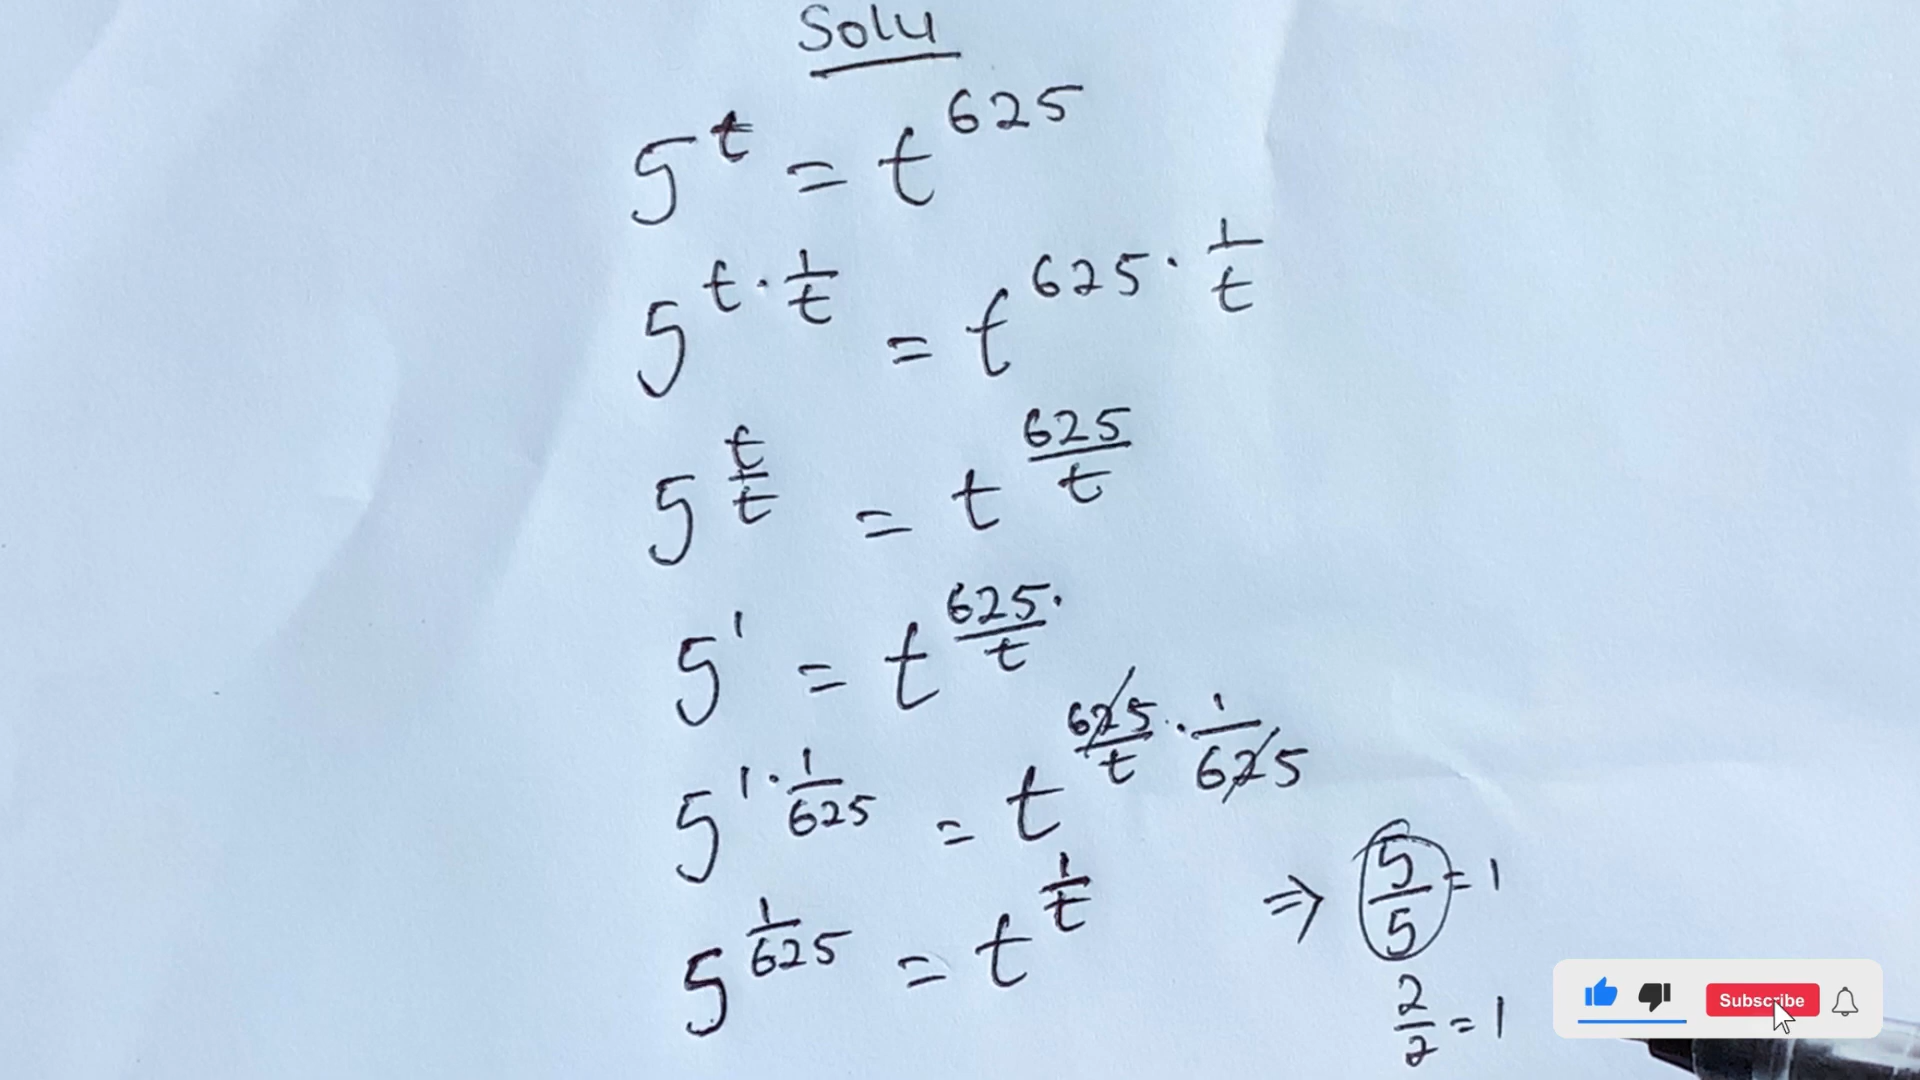 Solu
5^t = t^625
5^(t · 1/t) = t^(625 · 1/t)
5^(t/t) = t^(625/t)
5^1 = t^(625/t) ·
5^(1 · 1/625) = t^(625/t · 1/625)
5^(1/625) = t^(1/t)
⇒ 5/5 = 1
2/2 = 1
Subscribe